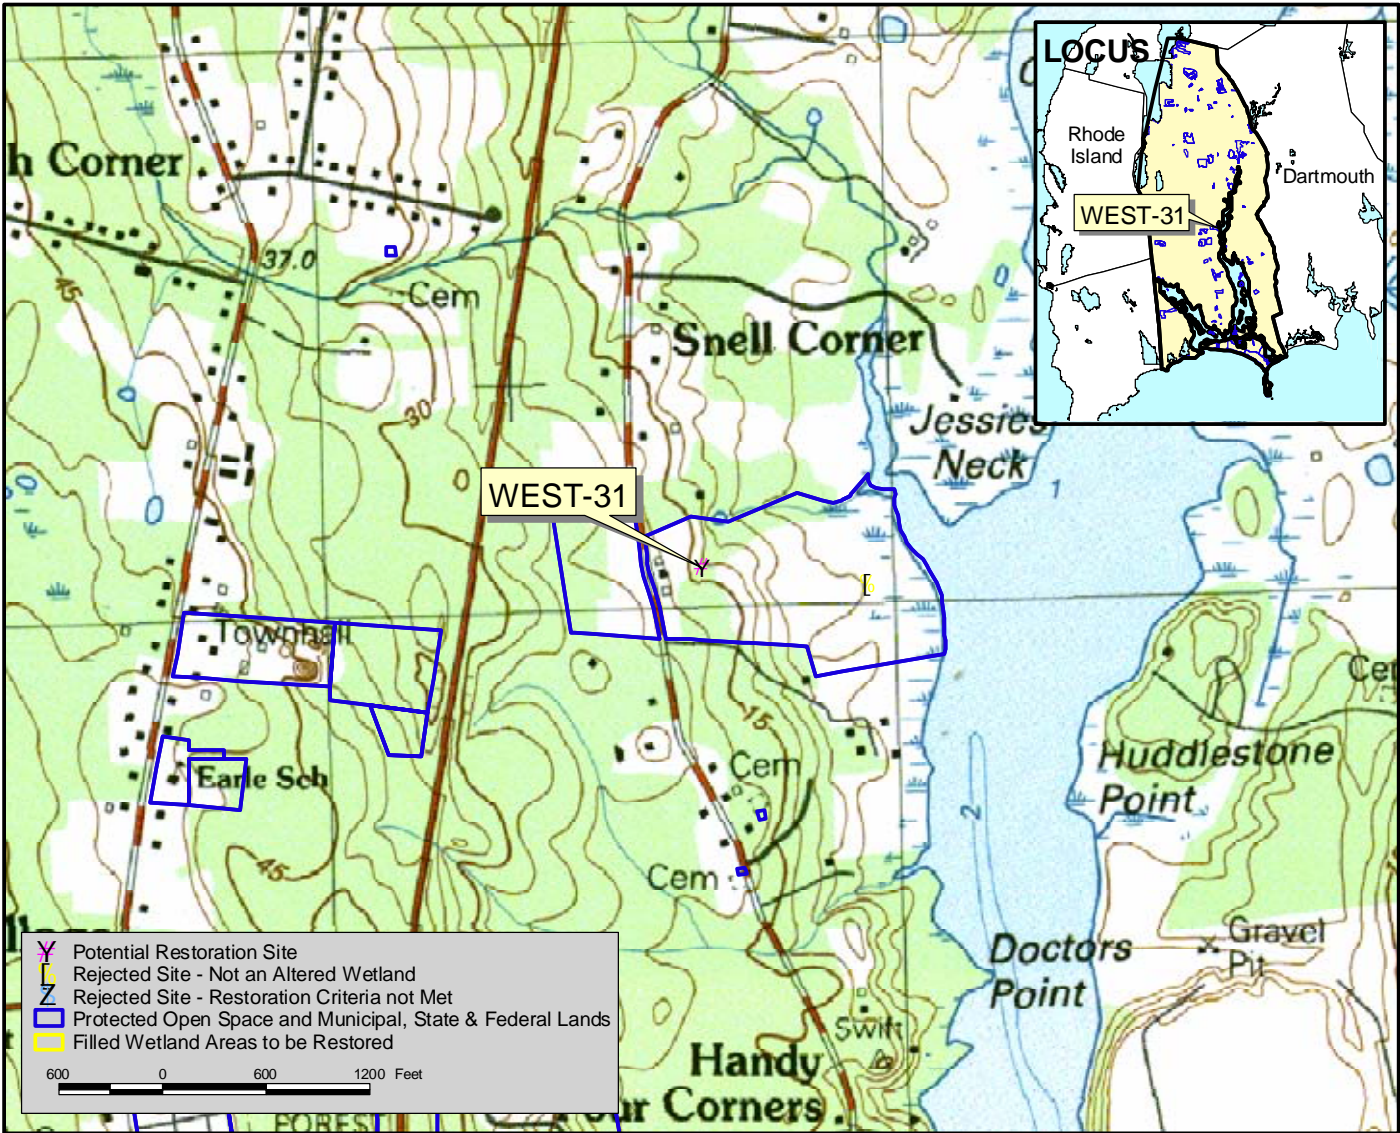 LOCUS
Rhode
Island
Dartmouth
WEST-31
h Corner
37.0
Cem
45
30
Snell Corner
Jessies
Neck
1
WEST-31
Townhall
Earle Sch
45
15
Cem
Cem
2
Huddlestone
Point
Doctors
Point
Gravel
Pit
Swift
Handy
ur Corners
FOREST
Y Potential Restoration Site
[ Rejected Site - Not an Altered Wetland
Z Rejected Site - Restoration Criteria not Met
Protected Open Space and Municipal, State & Federal Lands
Filled Wetland Areas to be Restored
600 0 600 1200 Feet